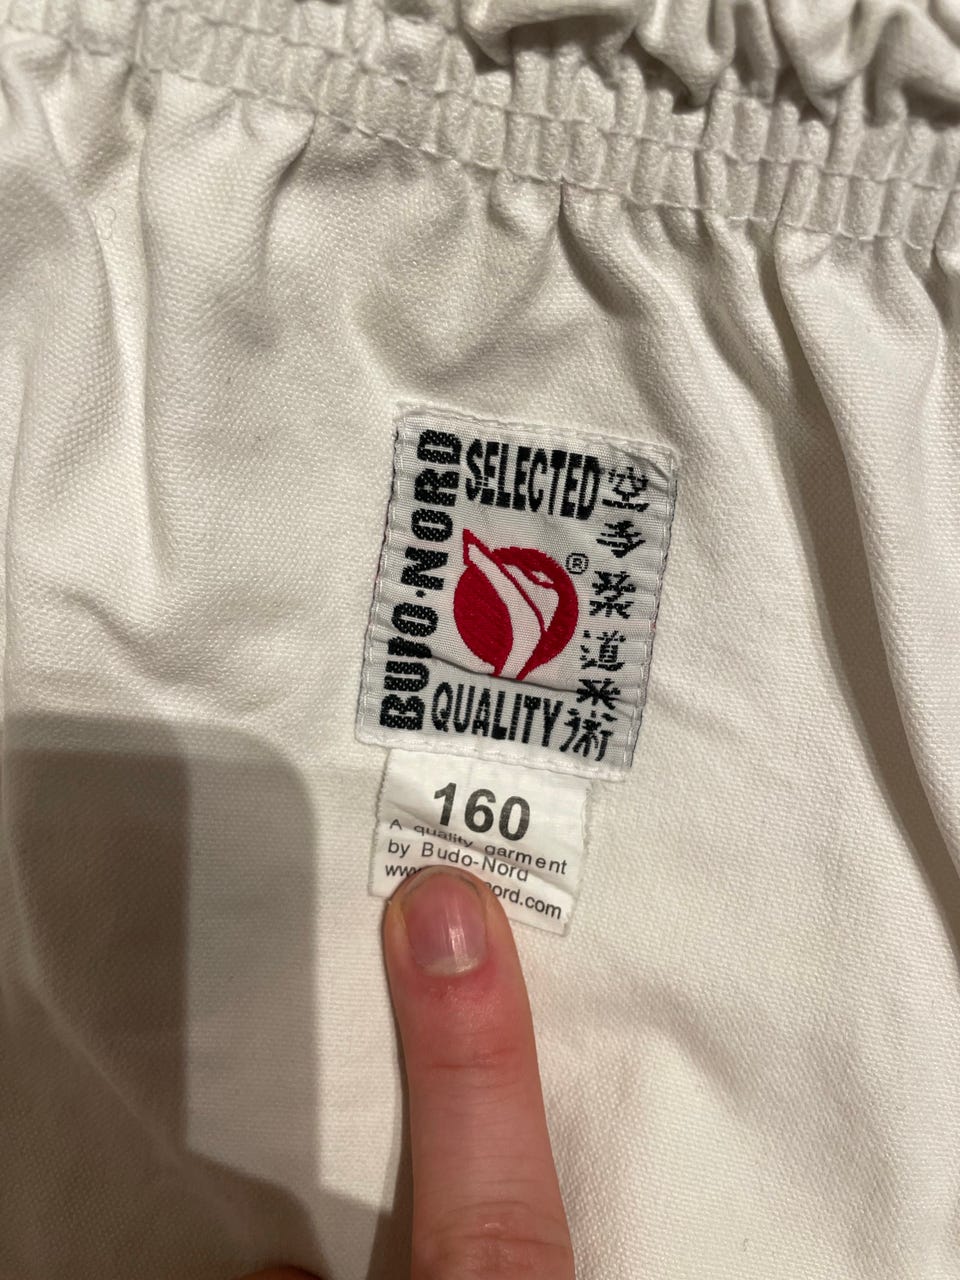 BUDO·NORD
SELECTED
®
QUALITY
空手柔道柔術
160
A quality garment
by Budo-Nord